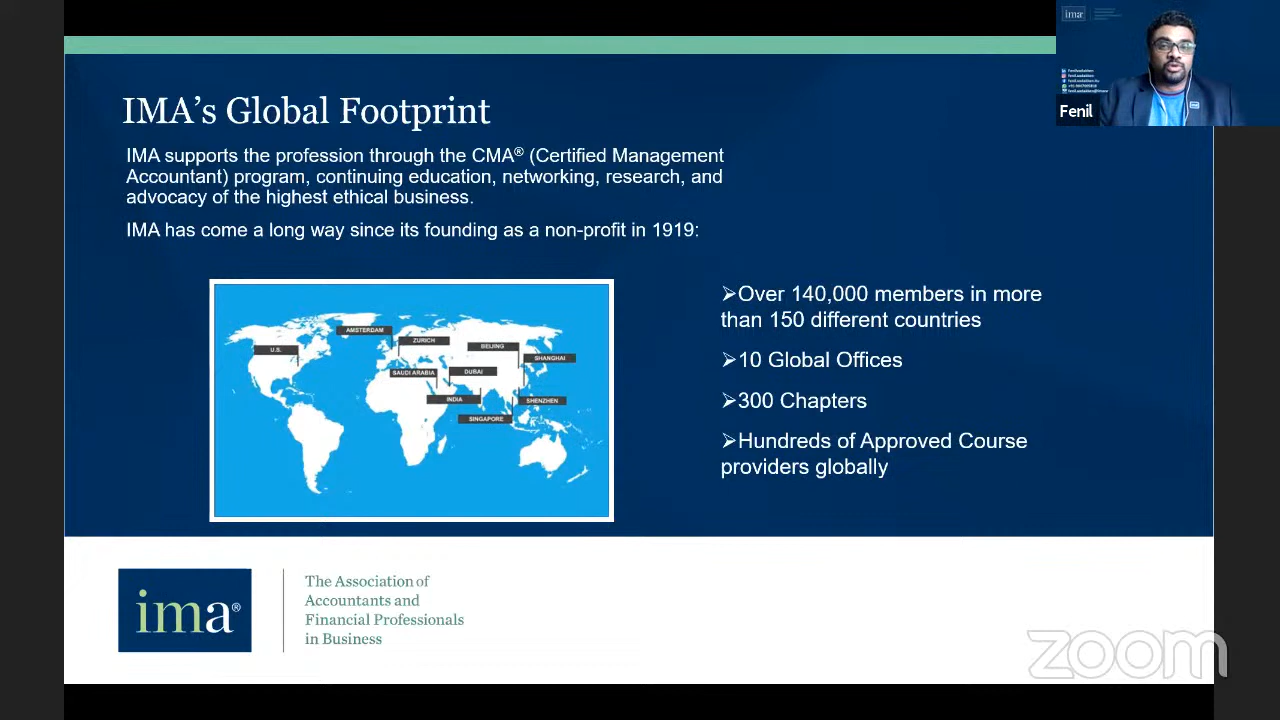 IMA's Global Footprint
IMA supports the profession through the CMA® (Certified Management
Accountant) program, continuing education, networking, research, and
advocacy of the highest ethical business.
IMA has come a long way since its founding as a non-profit in 1919:
AMSTERDAM
U.S.
ZURICH
BEIJING
SHANGHAI
SAUDI ARABIA
DUBAI
INDIA
SHENZHEN
SINGAPORE
➢Over 140,000 members in more
than 150 different countries
➢10 Global Offices
➢300 Chapters
➢Hundreds of Approved Course
providers globally
ima®
The Association of
Accountants and
Financial Professionals
in Business
zoom
ima
Fenil